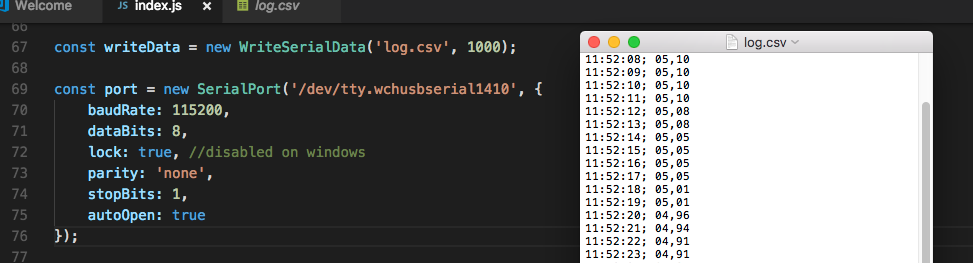 Welcome
JS index.js ×
log.csv
66
67 const writeData = new WriteSerialData('log.csv', 1000);
68
69 const port = new SerialPort('/dev/tty.wchusbserial1410', {
70 baudRate: 115200,
71 dataBits: 8,
72 lock: true, //disabled on windows
73 parity: 'none',
74 stopBits: 1,
75 autoOpen: true
76 });
77
log.csv
11:52:08; 05,10
11:52:09; 05,10
11:52:10; 05,10
11:52:11; 05,10
11:52:12; 05,08
11:52:13; 05,08
11:52:14; 05,05
11:52:15; 05,05
11:52:16; 05,05
11:52:17; 05,05
11:52:18; 05,01
11:52:19; 05,01
11:52:20; 04,96
11:52:21; 04,94
11:52:22; 04,91
11:52:23; 04,91